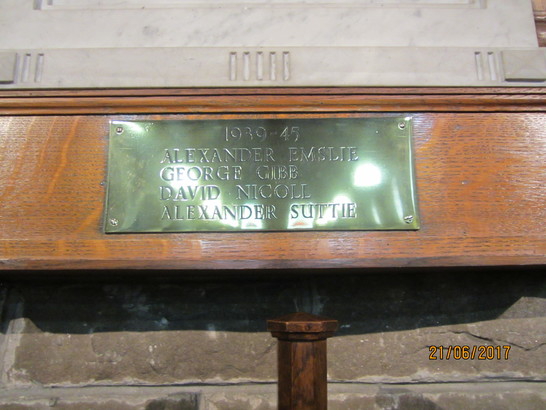 1939-45
ALEXANDER EMSLIE
GEORGE GIBB
DAVID NICOLL
ALEXANDER SUTTIE
21/06/2017